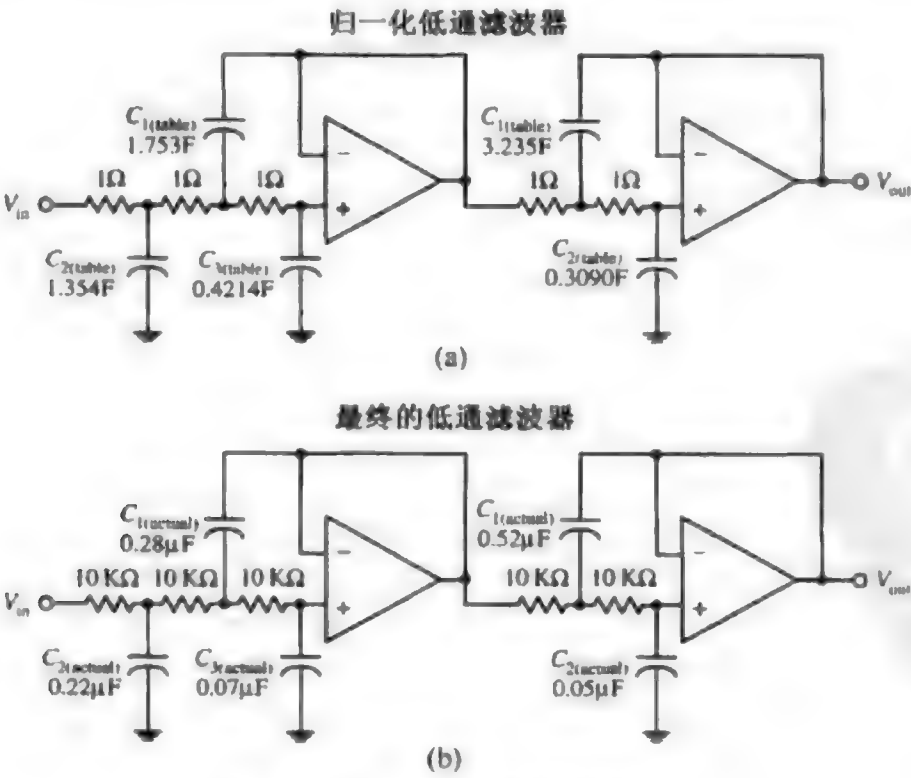 归一化低通滤波器
C1(table)
1.753F
C1(table)
3.235F
1Ω 1Ω 1Ω
1Ω 1Ω
Vin
Vout
C2(table)
1.354F
C3(table)
0.4214F
C2(table)
0.3090F
− +
− +
(a)
最终的低通滤波器
C1(actual)
0.28μF
C1(actual)
0.52μF
10 KΩ 10 KΩ 10 KΩ
10 KΩ 10 KΩ
Vin
Vout
C2(actual)
0.22μF
C3(actual)
0.07μF
C2(actual)
0.05μF
− +
− +
(b)